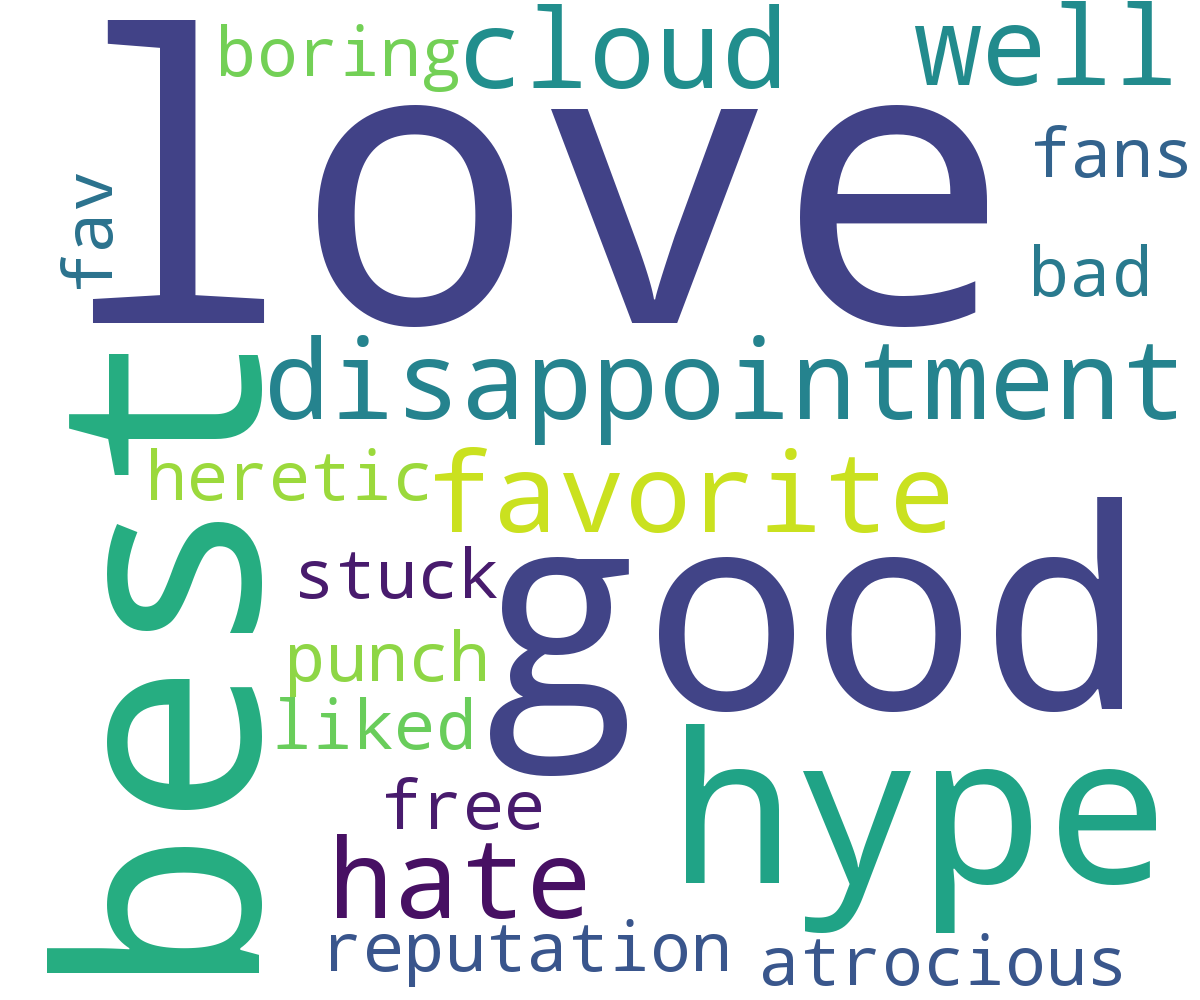 boring
cloud
well
love
fans
fav
bad
best
disappointment
heretic
favorite
good
stuck
punch
liked
hype
free
hate
reputation
atrocious